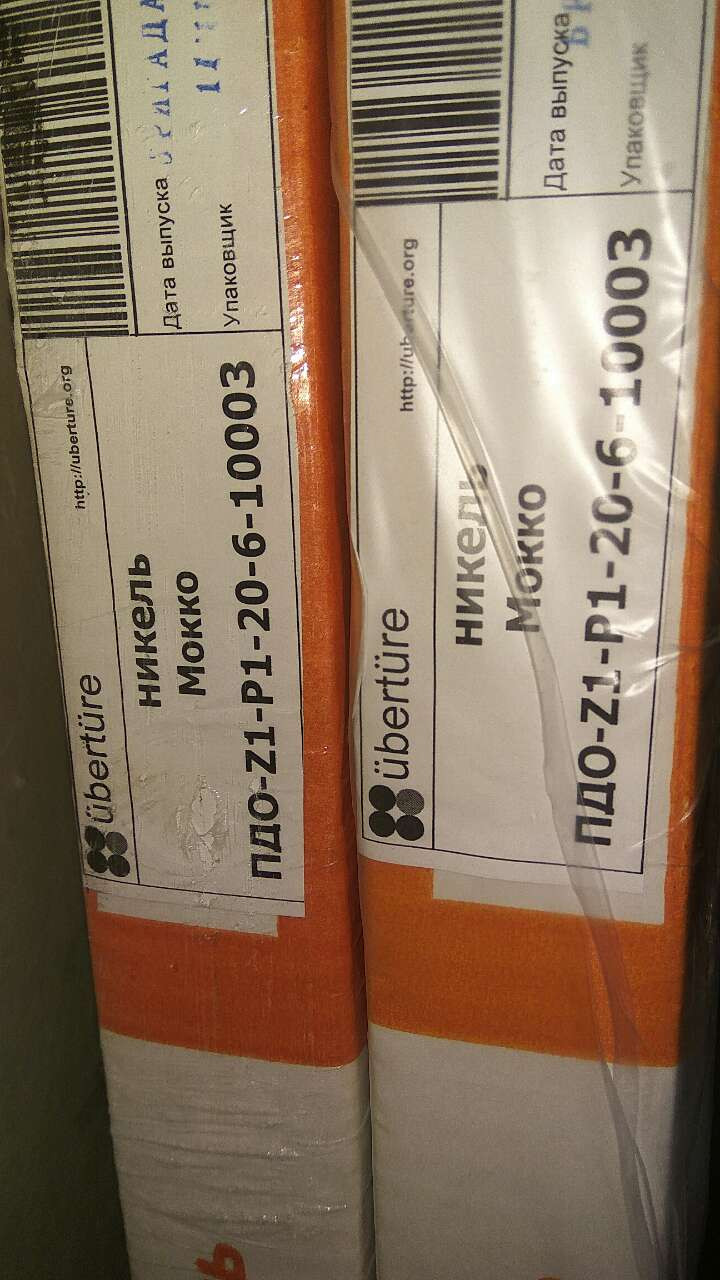 übertüre http://uberture.org
никель
Мокко
ПДО-Z1-P1-20-6-10003
Дата выпуска БРИГАДА
Упаковщик
übertüre http://uberture.org
никель
Мокко
ПДО-Z1-P1-20-6-10003
Дата выпуска
Упаковщик